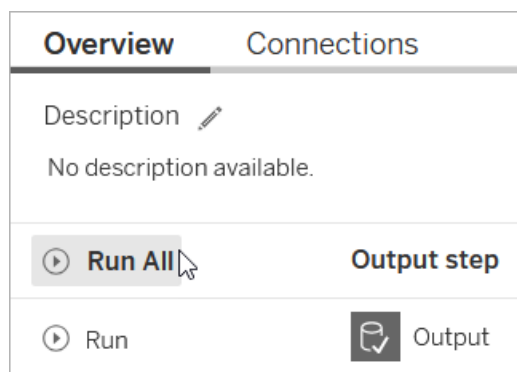 Overview Connections
Description
No description available.
Run All Output step
Run Output